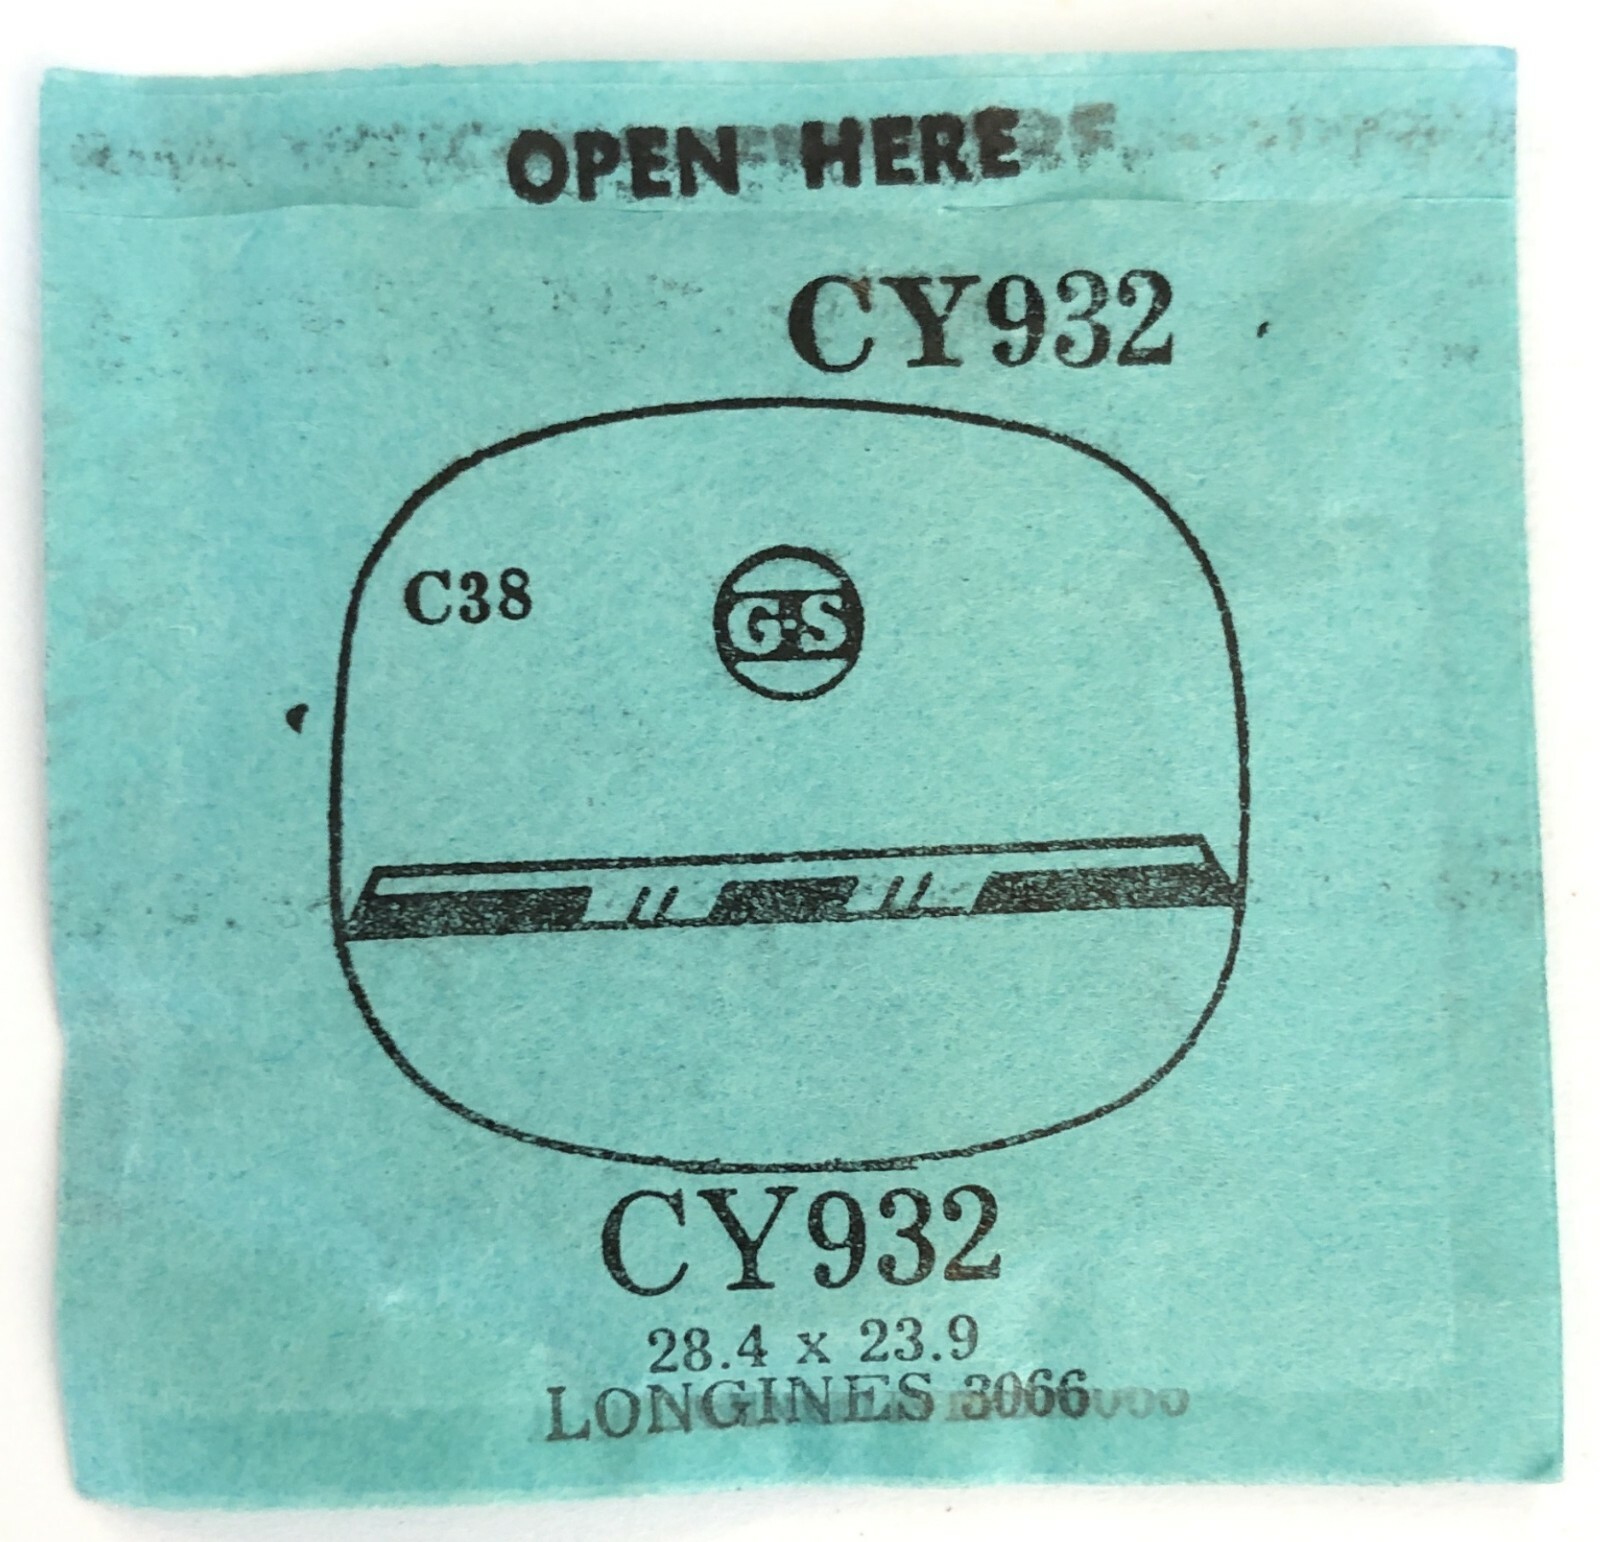 OPEN HERE
CY932
C38
G·S
CY932
28.4 x 23.9
LONGINES 3066